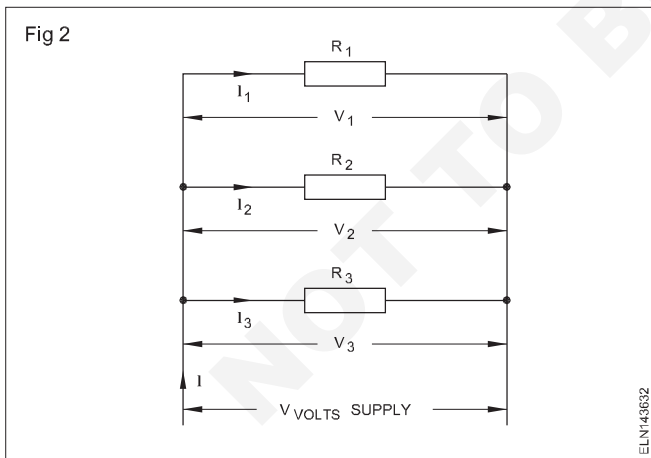 Fig 2
R1
I1
V1
R2
I2
V2
R3
I3
V3
I
V VOLTS SUPPLY
ELN143632
NOT TO B